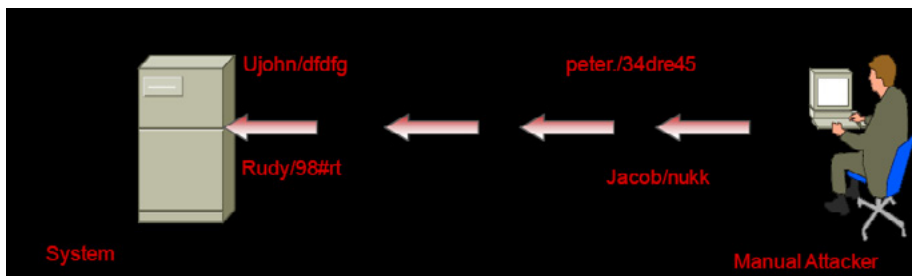 Ujohn/dfdfg
peter./34dre45
Rudy/98#rt
Jacob/nukk
System
Manual Attacker